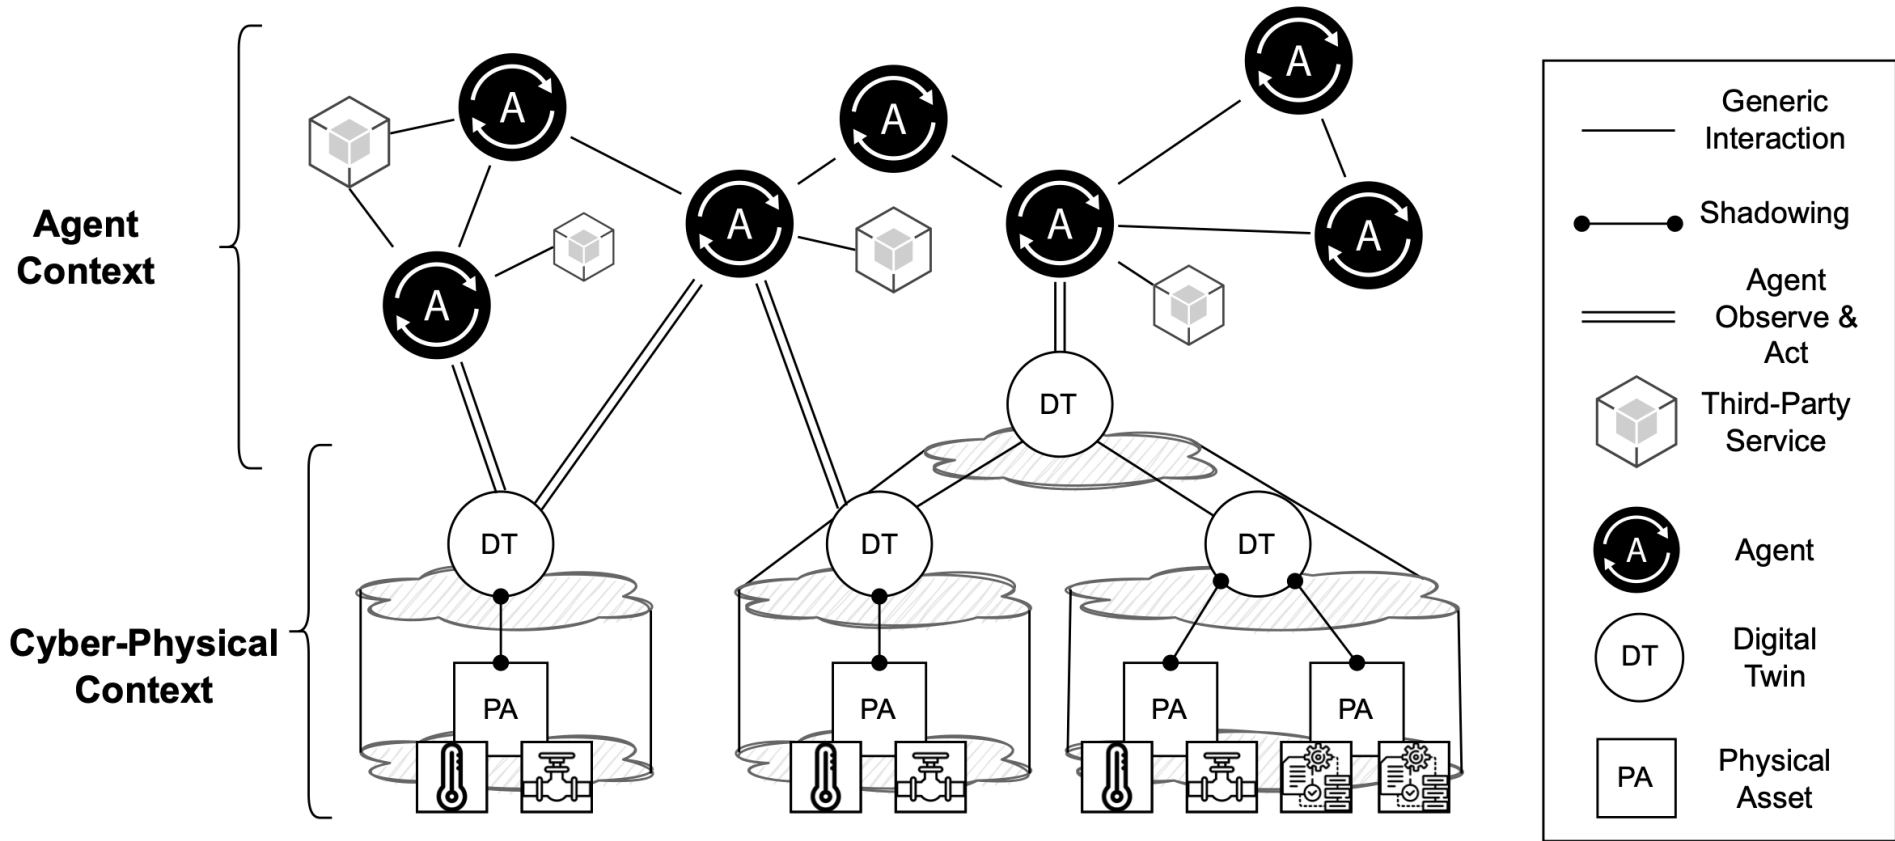 A
A
A
A
A
A
A
Agent
Context
DT
DT
DT
DT
Cyber-Physical
Context
PA
PA
PA
PA
Generic
Interaction
Shadowing
Agent
Observe &
Act
Third-Party
Service
A
Agent
DT
Digital
Twin
PA
Physical
Asset